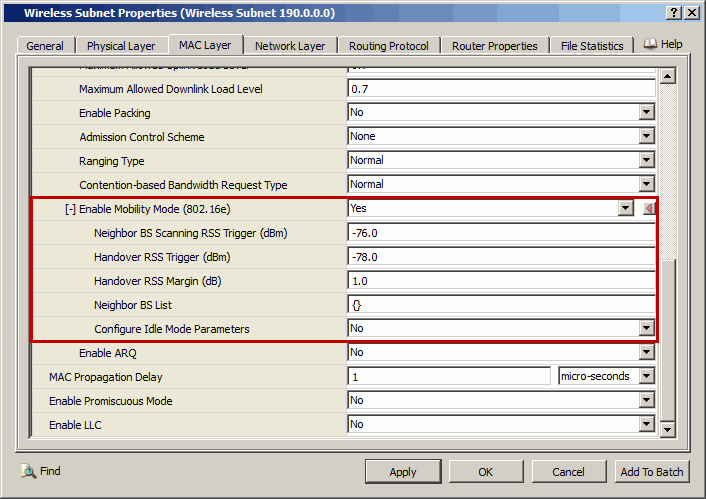 Wireless Subnet Properties (Wireless Subnet 190.0.0.0)
General Physical Layer MAC Layer Network Layer Routing Protocol Router Properties File Statistics Help
Maximum Allowed Downlink Load Level 0.7
Enable Packing No
Admission Control Scheme None
Ranging Type Normal
Contention-based Bandwidth Request Type Normal
[-] Enable Mobility Mode (802.16e) Yes
Neighbor BS Scanning RSS Trigger (dBm) -76.0
Handover RSS Trigger (dBm) -78.0
Handover RSS Margin (dB) 1.0
Neighbor BS List {}
Configure Idle Mode Parameters No
Enable ARQ No
MAC Propagation Delay 1 micro-seconds
Enable Promiscuous Mode No
Enable LLC No
Find Apply OK Cancel Add To Batch